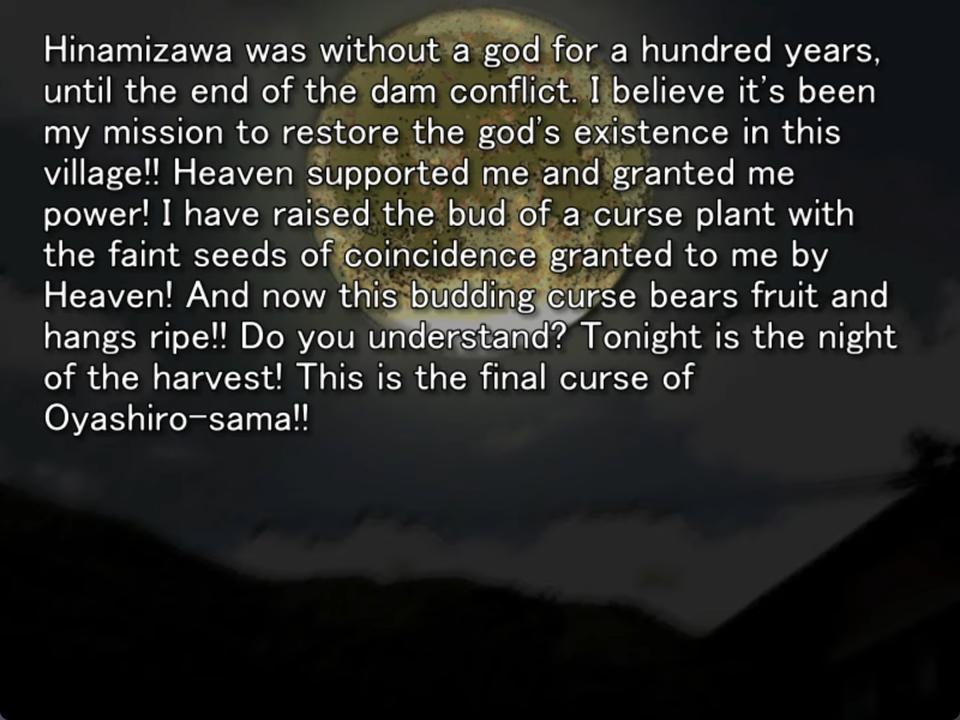 Hinamizawa was without a god for a hundred years,
until the end of the dam conflict. I believe it's been
my mission to restore the god's existence in this
village!! Heaven supported me and granted me
power! I have raised the bud of a curse plant with
the faint seeds of coincidence granted to me by
Heaven! And now this budding curse bears fruit and
hangs ripe!! Do you understand? Tonight is the night
of the harvest! This is the final curse of
Oyashiro-sama!!